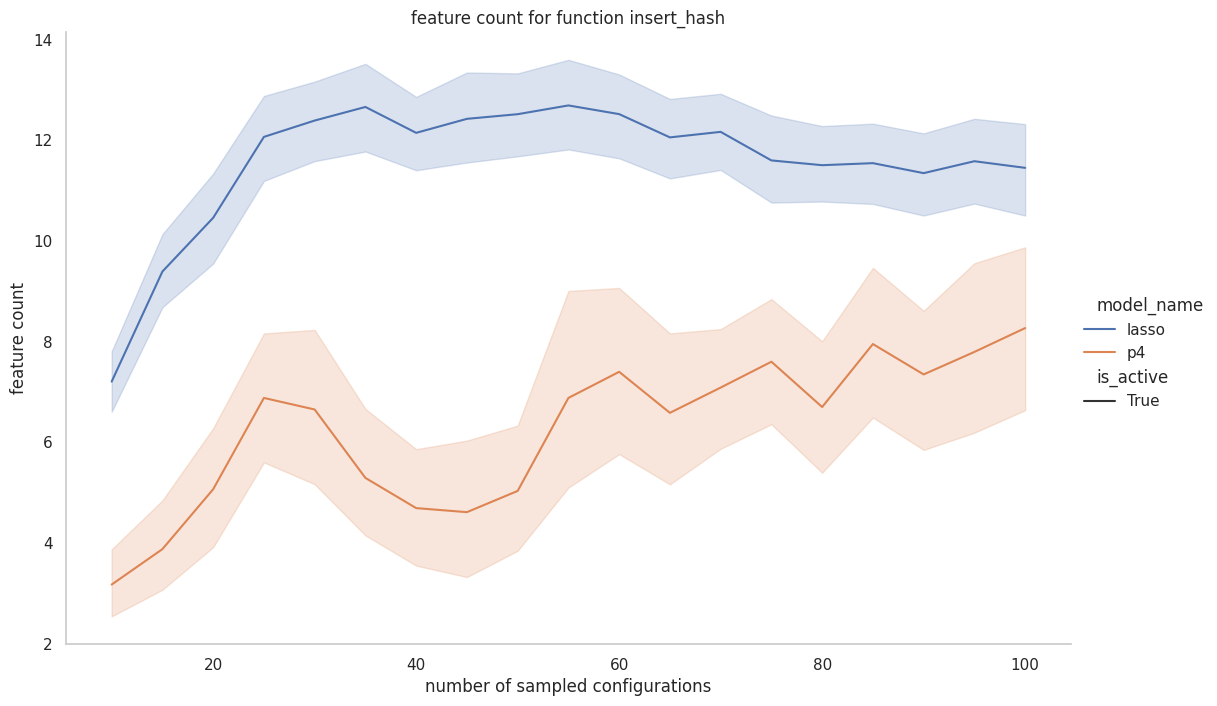 feature count for function insert_hash
14
12
10
8
6
4
2
feature count
20
40
60
80
100
number of sampled configurations
model_name
lasso
p4
is_active
True